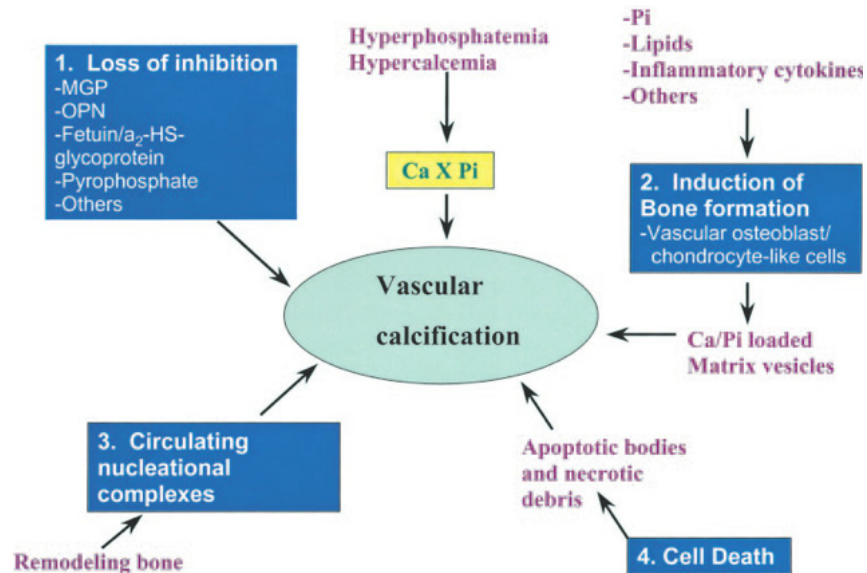 1. Loss of inhibition
-MGP
-OPN
-Fetuin/a₂-HS-
glycoprotein
-Pyrophosphate
-Others
Hyperphosphatemia
Hypercalcemia
Ca X Pi
-Pi
-Lipids
-Inflammatory cytokines
-Others
2. Induction of
Bone formation
-Vascular osteoblast/
chondrocyte-like cells
Vascular
calcification
Ca/Pi loaded
Matrix vesicles
3. Circulating
nucleational
complexes
Remodeling bone
Apoptotic bodies
and necrotic
debris
4. Cell Death